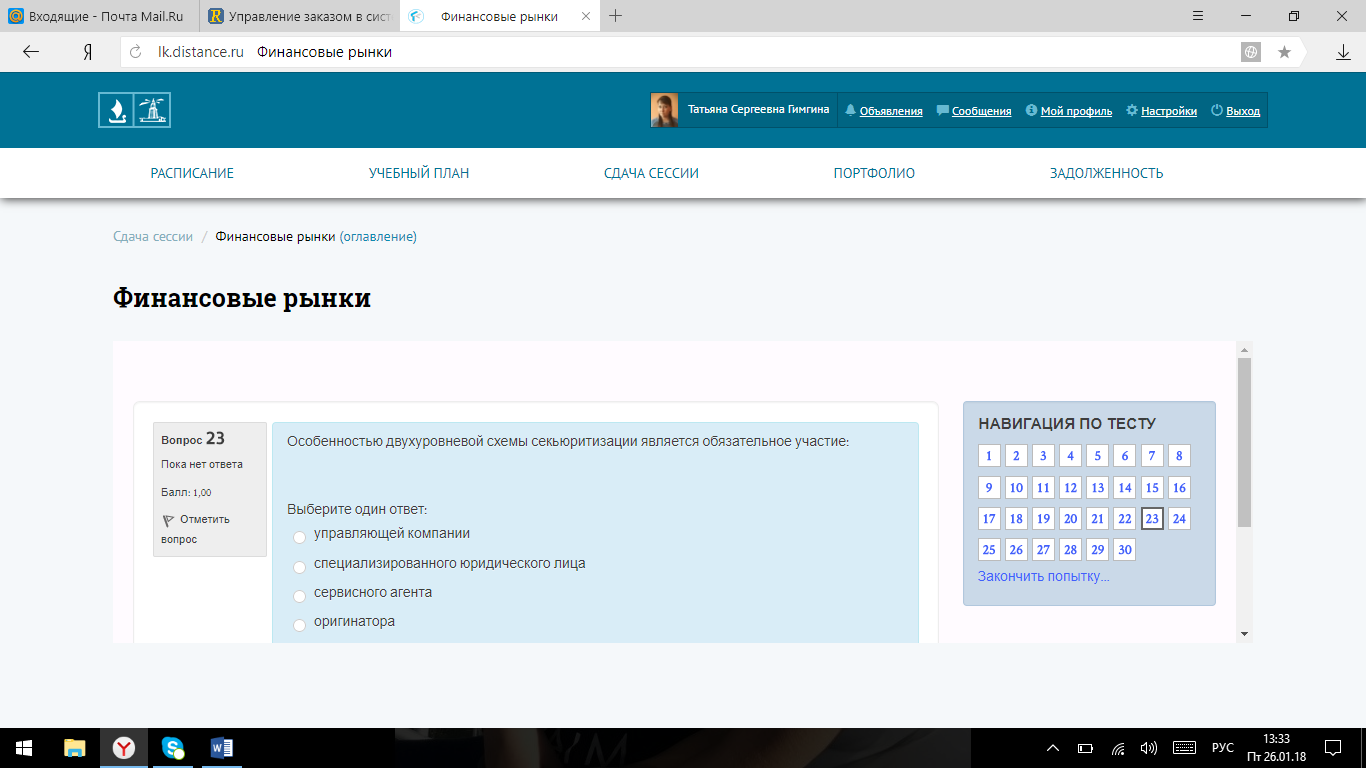 Входящие - Почта Mail.Ru
Управление заказом в сист
Финансовые рынки
lk.distance.ru Финансовые рынки
Татьяна Сергеевна Гимгина
Объявления
Сообщения
Мой профиль
Настройки
Выход
РАСПИСАНИЕ
УЧЕБНЫЙ ПЛАН
СДАЧА СЕССИИ
ПОРТФОЛИО
ЗАДОЛЖЕННОСТЬ
Сдача сессии / Финансовые рынки (оглавление)
Финансовые рынки
Вопрос 23
Пока нет ответа
Балл: 1,00
Отметить
вопрос
Особенностью двухуровневой схемы секьюритизации является обязательное участие:
Выберите один ответ:
управляющей компании
специализированного юридического лица
сервисного агента
оригинатора
НАВИГАЦИЯ ПО ТЕСТУ
1 2 3 4 5 6 7 8
9 10 11 12 13 14 15 16
17 18 19 20 21 22 23 24
25 26 27 28 29 30
Закончить попытку...
РУС
13:33
Пт 26.01.18